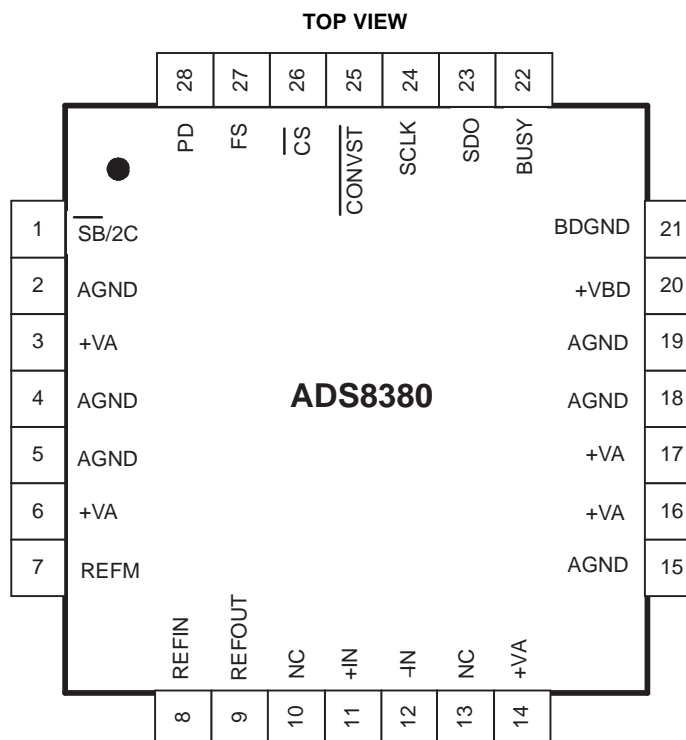 TOP VIEW
28 27 26 25 24 23 22
PD FS CS CONVST SCLK SDO BUSY
1 SB/2C
2 AGND
3 +VA
4 AGND
5 AGND
6 +VA
7 REFM
ADS8380
BDGND 21
+VBD 20
AGND 19
AGND 18
+VA 17
+VA 16
AGND 15
REFIN REFOUT NC +IN -IN NC +VA
8 9 10 11 12 13 14